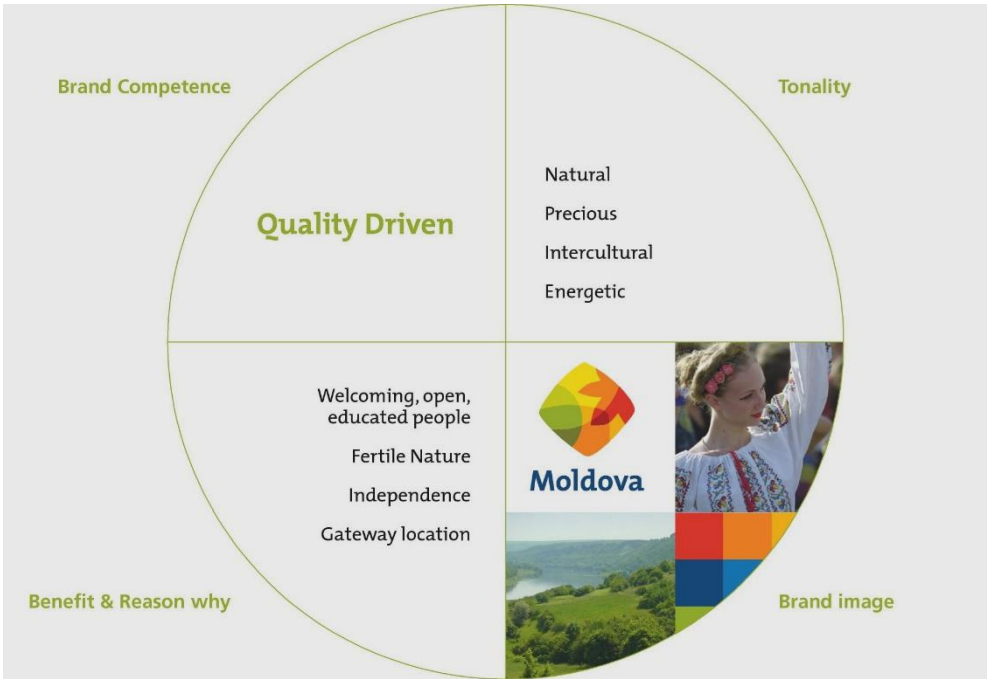 Brand Competence
Tonality
Quality Driven
Natural
Precious
Intercultural
Energetic
Welcoming, open,
educated people
Fertile Nature
Independence
Gateway location
Moldova
Benefit & Reason why
Brand image